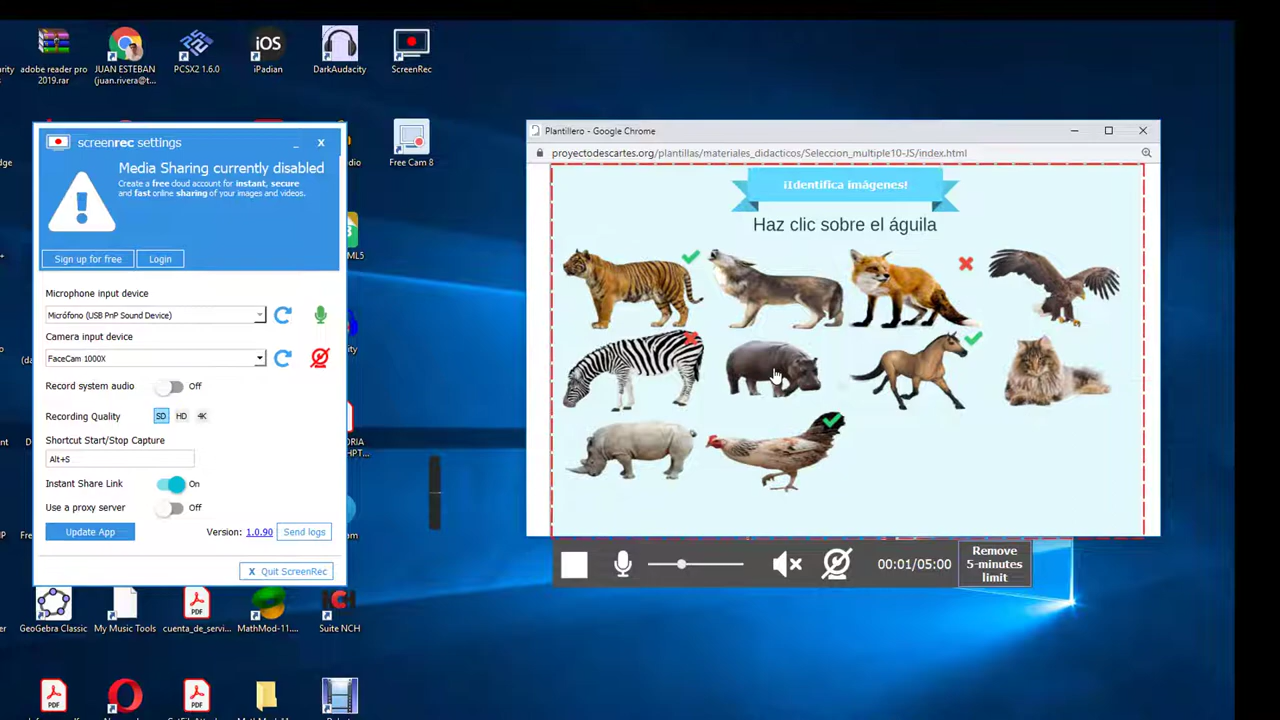 adobe reader pro
2019.rar
JUAN ESTEBAN
(juan.rivera@t...
PCSX2 1.6.0
iOS
iPadian
DarkAudacity
ScreenRec
Free Cam 8
screenrec settings
_ X
Media Sharing currently disabled
Create a free cloud account for instant, secure
and fast online sharing of your images and videos.
Sign up for free
Login
Microphone input device
Micrófono (USB PnP Sound Device)
Camera input device
FaceCam 1000X
Record system audio
Off
Recording Quality
SD HD 4K
Shortcut Start/Stop Capture
Alt+S
Instant Share Link
On
Use a proxy server
Off
Update App
Version: 1.0.90
Send logs
X Quit ScreenRec
Plantillero - Google Chrome
proyectodescartes.org/plantillas/materiales_didacticos/Seleccion_multiple10-JS/index.html
¡Identifica imágenes!
Haz clic sobre el águila
00:01/05:00
Remove
5-minutes
limit
GeoGebra Classic
My Music Tools
PDF
cuenta_de_servi...
MathMod-11....
Suite NCH
PDF
PDF